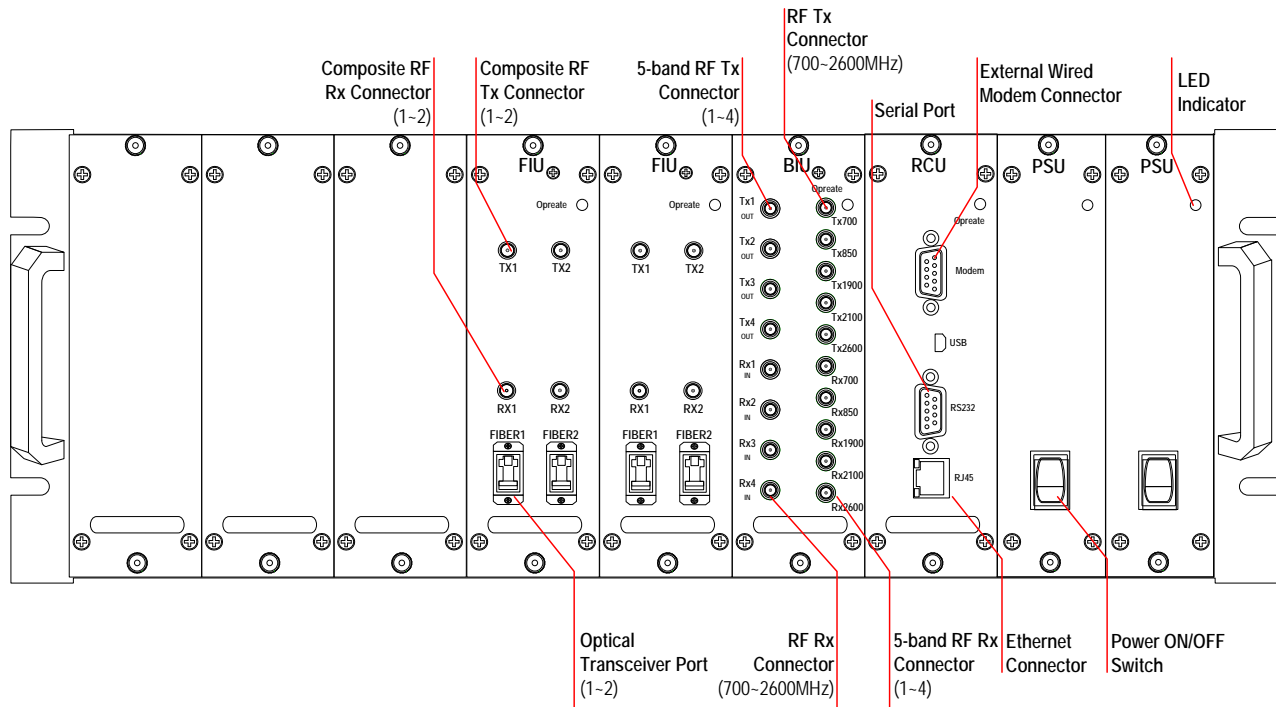 RF Tx
Connector
(700~2600MHz)
Composite RF
Rx Connector
(1~2)
Composite RF
Tx Connector
(1~2)
5-band RF Tx
Connector
(1~4)
External Wired
Modem Connector
LED
Indicator
Serial Port
FIU
FIU
BIU
RCU
PSU
PSU
Opreate
Opreate
Opreate
Opreate
Tx1
OUT
Tx2
OUT
Tx3
OUT
Tx4
OUT
Rx1
IN
Rx2
IN
Rx3
IN
Rx4
IN
Tx700
Tx850
Tx1900
Tx2100
Tx2600
Rx700
Rx850
Rx1900
Rx2100
Rx2600
TX1
TX2
TX1
TX2
Modem
USB
RS232
RJ45
RX1
RX2
RX1
RX2
FIBER1
FIBER2
FIBER1
FIBER2
Optical
Transceiver Port
(1~2)
RF Rx
Connector
(700~2600MHz)
5-band RF Rx
Connector
(1~4)
Ethernet
Connector
Power ON/OFF
Switch